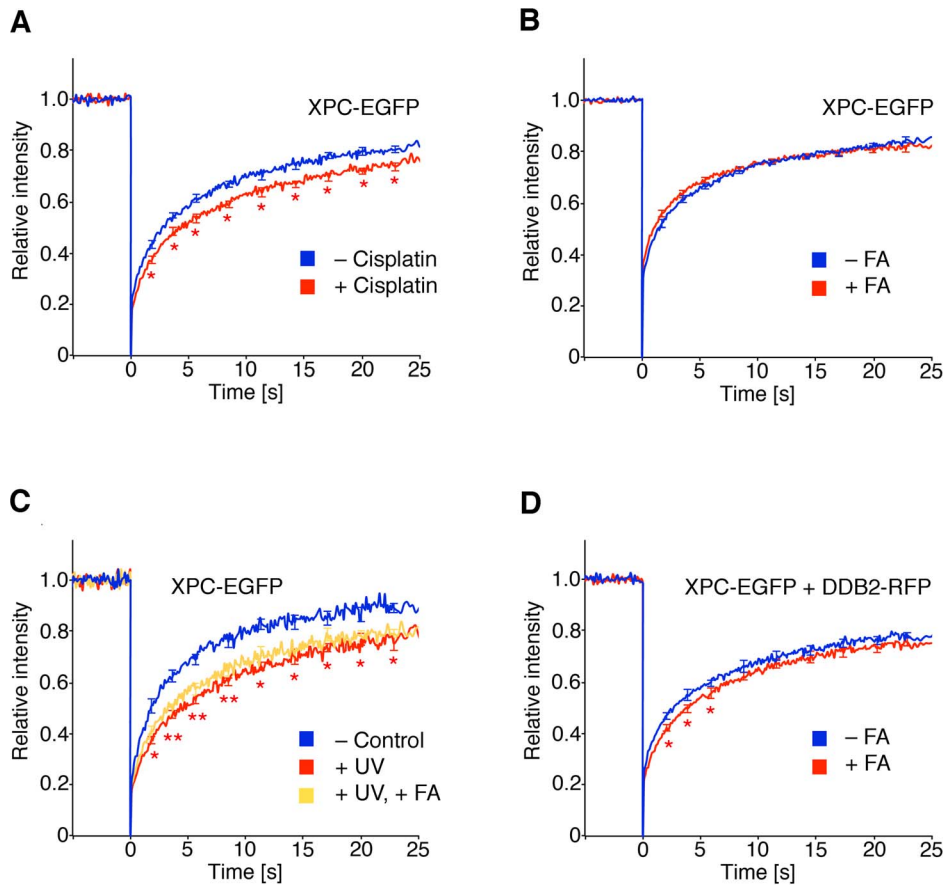 A
Relative intensity
1.0
0.8
0.6
0.4
0.2
0
XPC-EGFP
– Cisplatin
+ Cisplatin
* * * * * * * * *
0 5 10 15 20 25
Time [s]
B
Relative intensity
1.0
0.8
0.6
0.4
0.2
0
XPC-EGFP
– FA
+ FA
0 5 10 15 20 25
Time [s]
C
Relative intensity
1.0
0.8
0.6
0.4
0.2
0
XPC-EGFP
– Control
+ UV
+ UV, + FA
* ** ** ** * * * * *
0 5 10 15 20 25
Time [s]
D
Relative intensity
1.0
0.8
0.6
0.4
0.2
0
XPC-EGFP + DDB2-RFP
– FA
+ FA
* * *
0 5 10 15 20 25
Time [s]